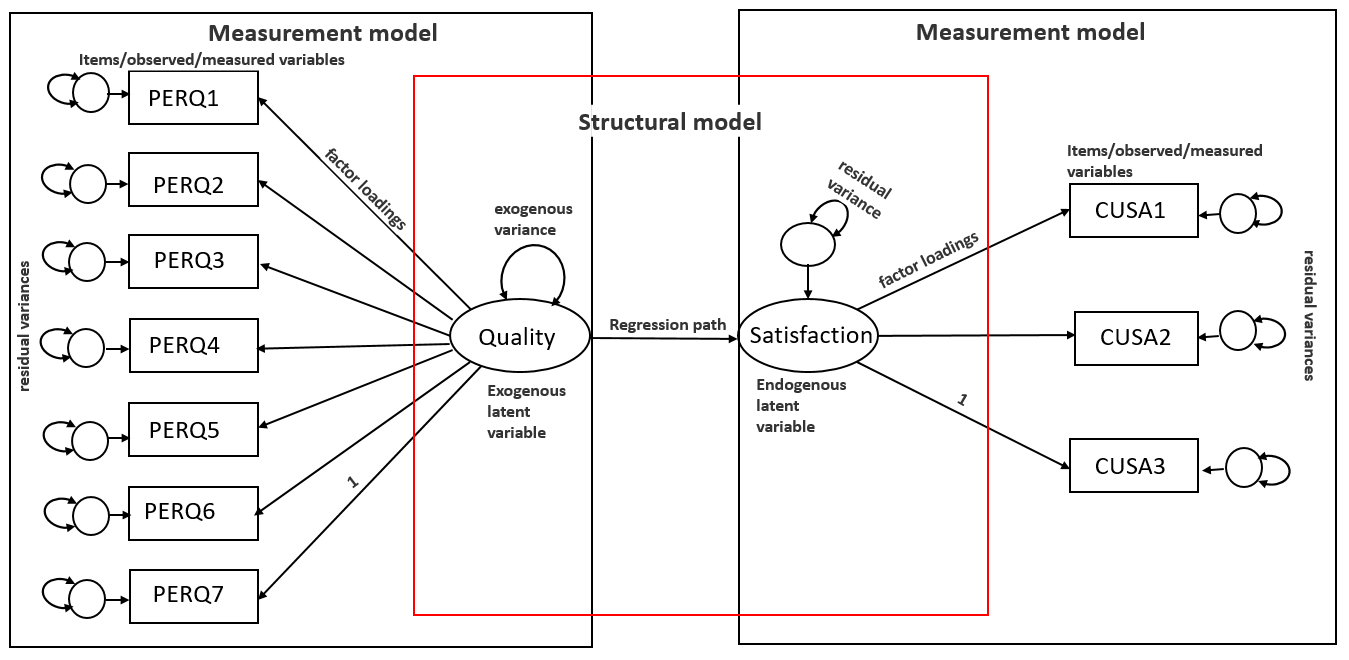 Measurement model
Items/observed/measured variables
PERQ1
PERQ2
PERQ3
PERQ4
PERQ5
PERQ6
PERQ7
residual variances
factor loadings
1
Structural model
exogenous
variance
Quality
Exogenous
latent
variable
Regression path
residual
variance
Satisfaction
Endogenous
latent
variable
Measurement model
factor loadings
1
Items/observed/measured
variables
CUSA1
CUSA2
CUSA3
residual variances